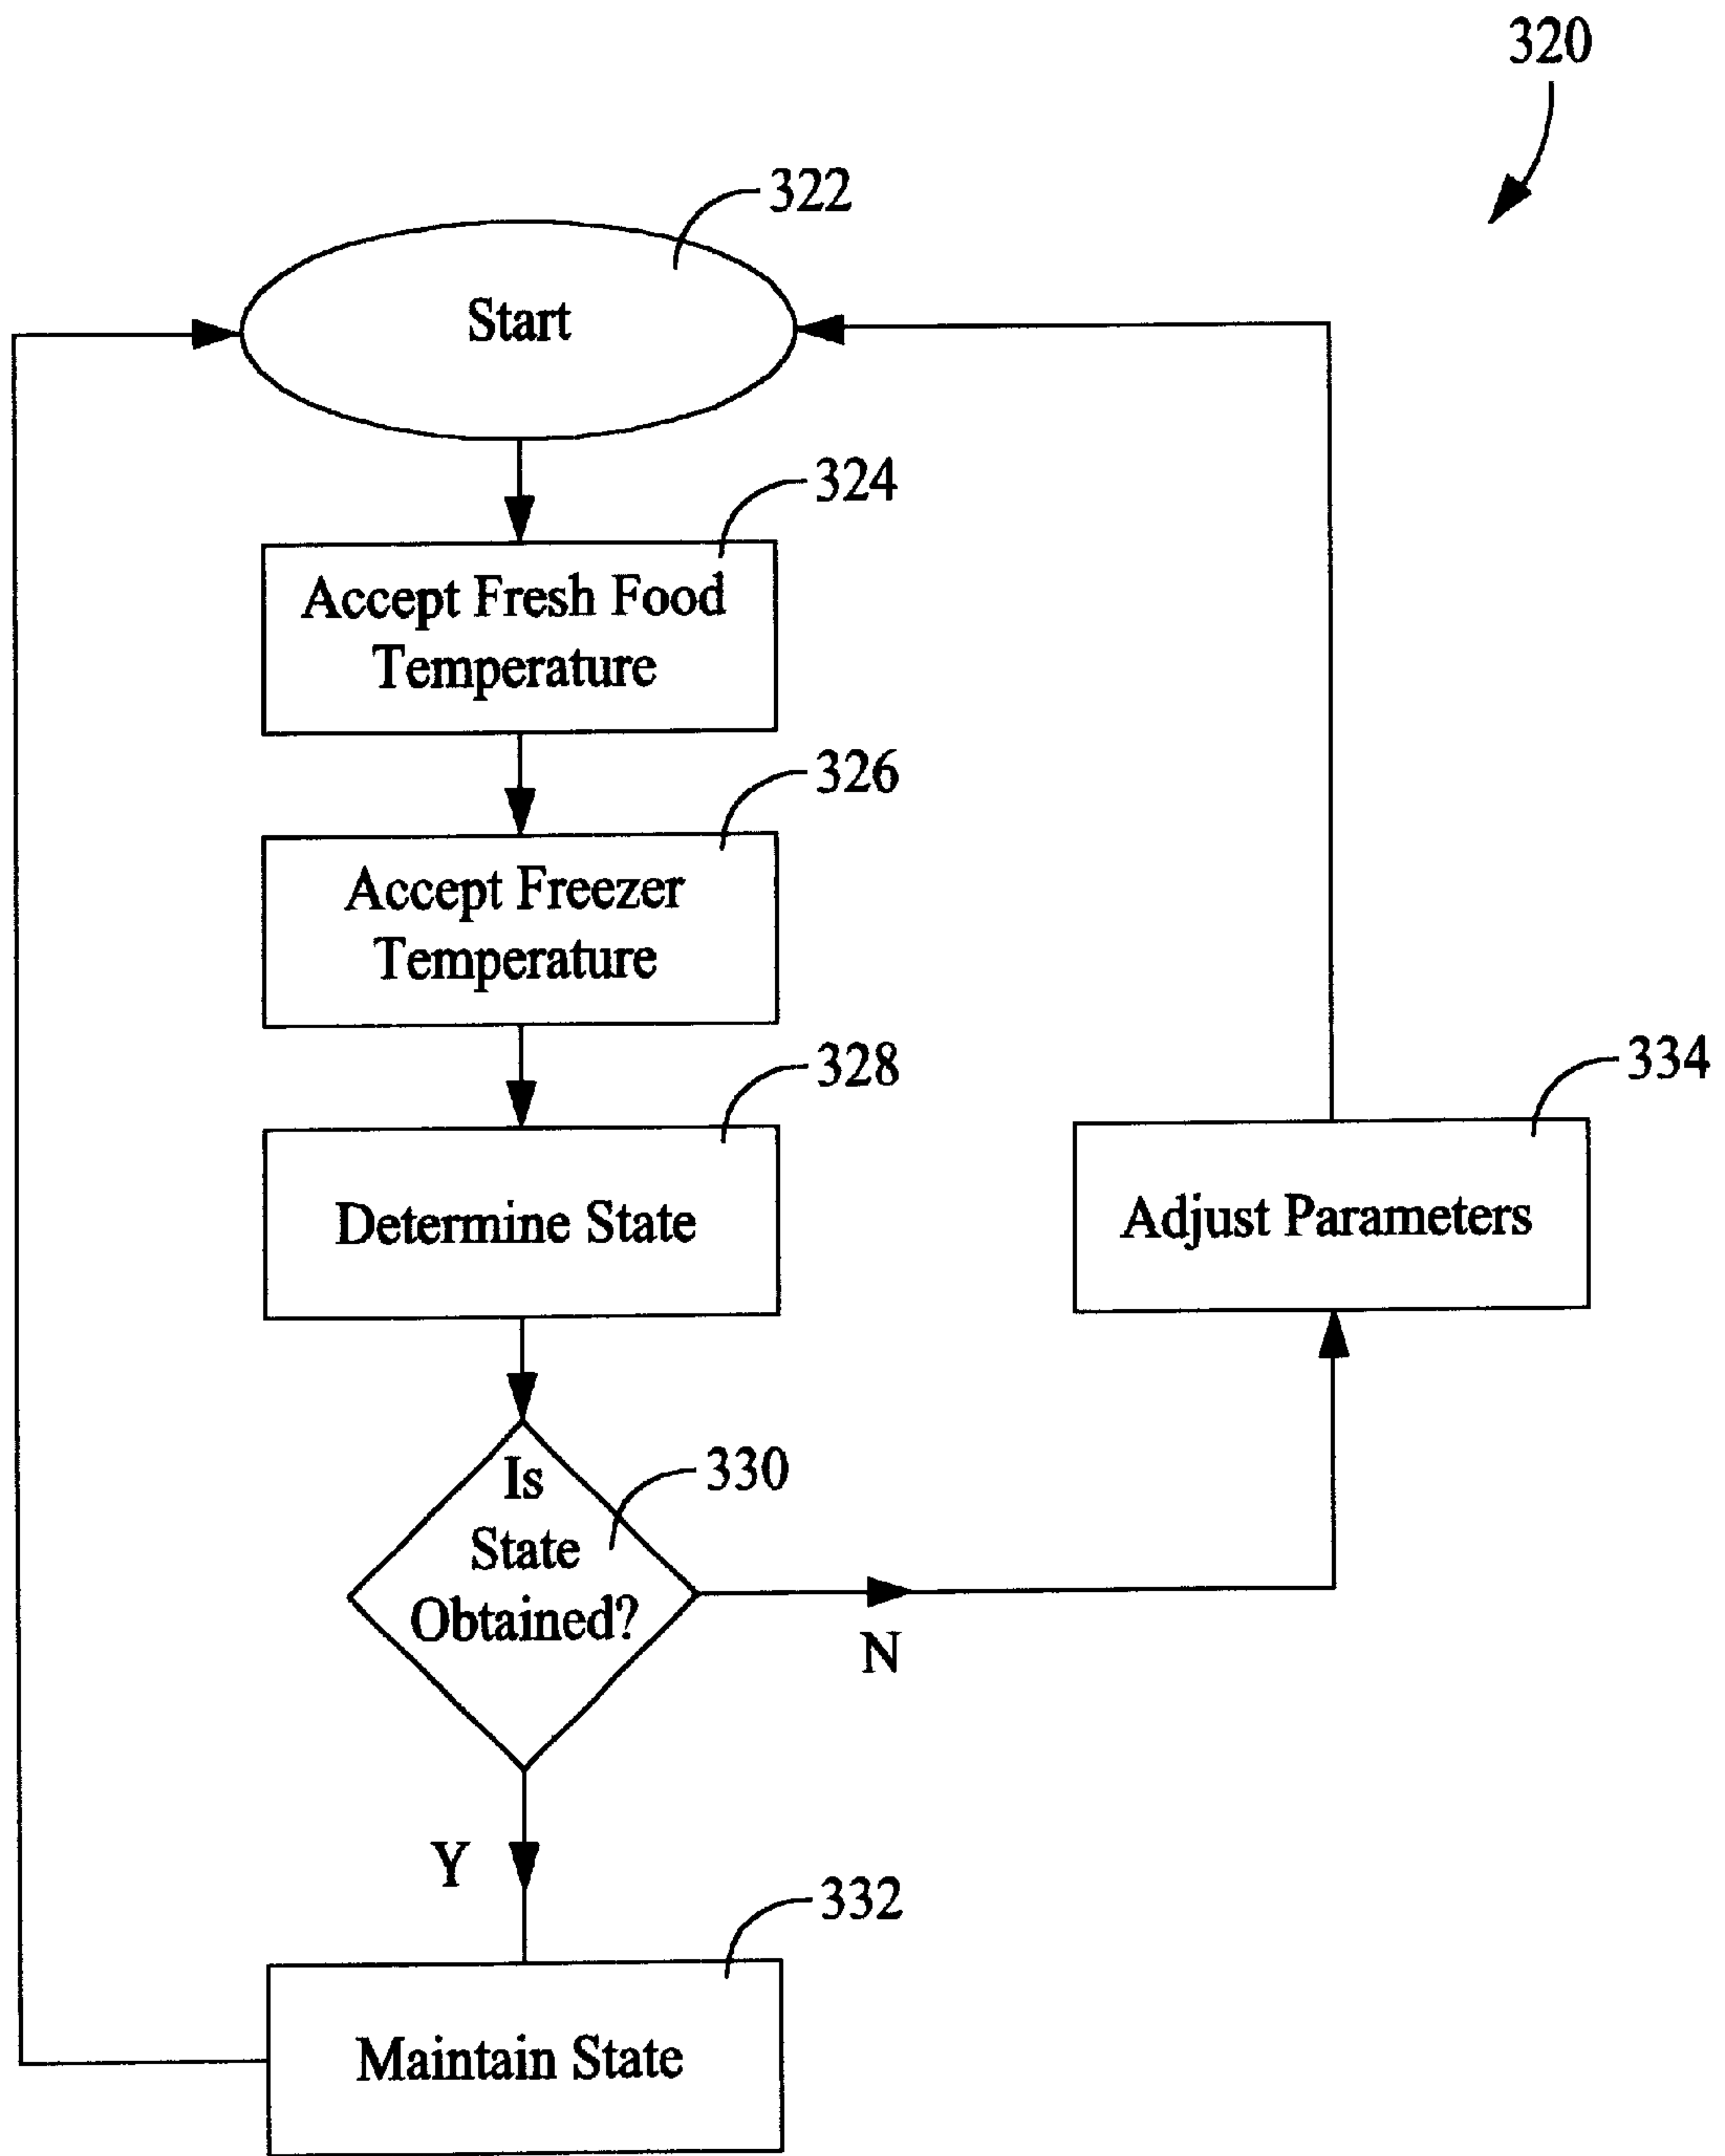 320
322
Start
324
Accept Fresh Food
Temperature
326
Accept Freezer
Temperature
328
Determine State
334
Adjust Parameters
330
Is
State
Obtained?
N
Y
332
Maintain State